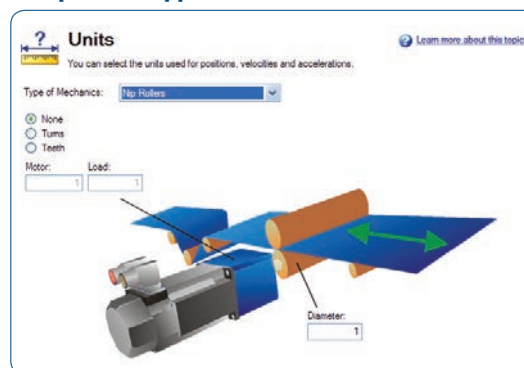 ?
Units
Learn more about this topic
You can select the units used for positions, velocities and accelerations.
Type of Mechanics: Nip Rollers
None
Turns
Teeth
Motor: Load:
1 1
Diameter:
1